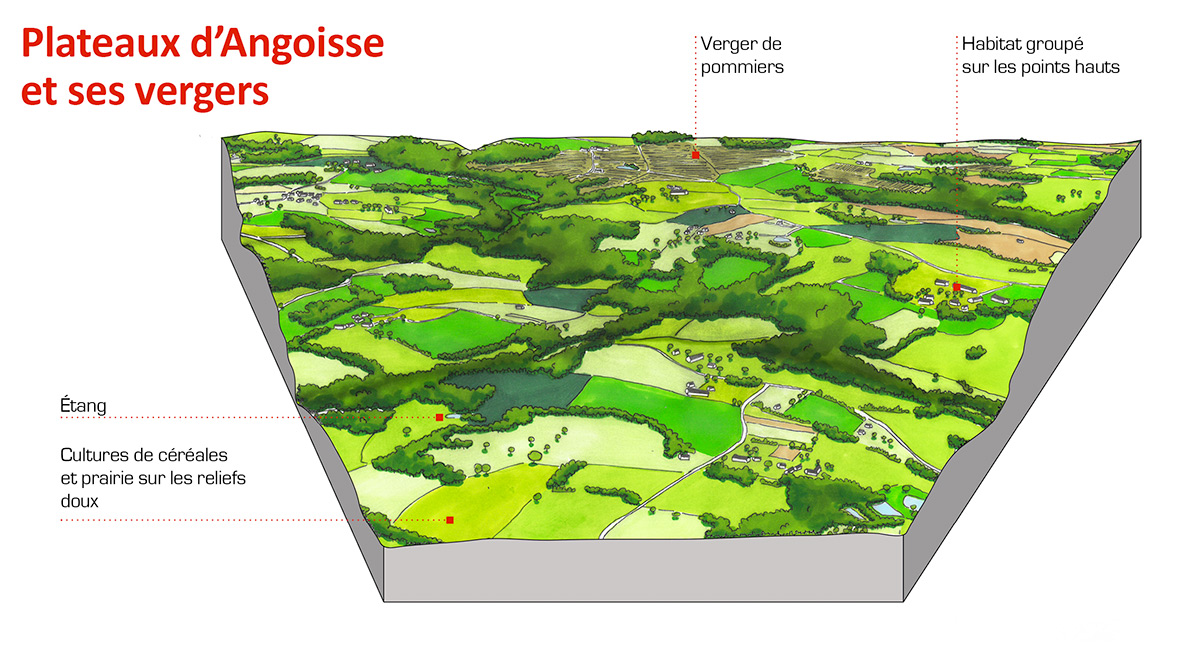 Plateaux d’Angoisse
et ses vergers
Verger de
pommiers
Habitat groupé
sur les points hauts
Étang
Cultures de céréales
et prairie sur les reliefs
doux